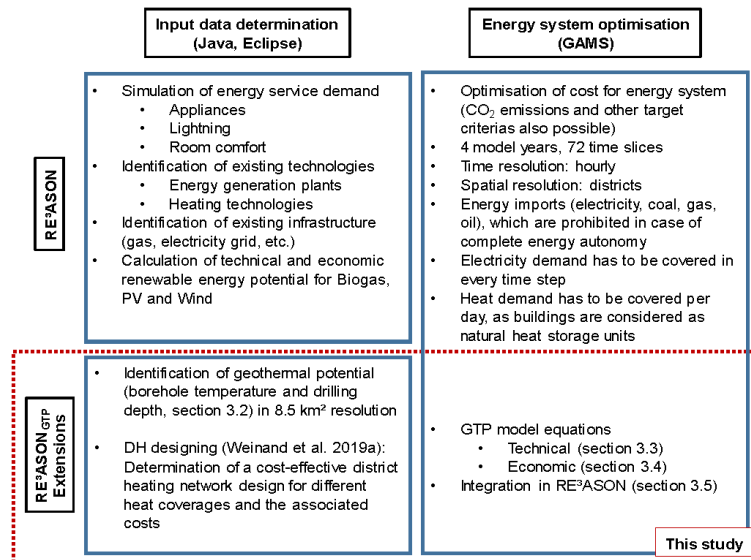 Input data determination
(Java, Eclipse)
Energy system optimisation
(GAMS)
RE³ASON
• Simulation of energy service demand
• Appliances
• Lightning
• Room comfort
• Identification of existing technologies
• Energy generation plants
• Heating technologies
• Identification of existing infrastructure
(gas, electricity grid, etc.)
• Calculation of technical and economic
renewable energy potential for Biogas,
PV and Wind
• Optimisation of cost for energy system
(CO₂ emissions and other target
criterias also possible)
• 4 model years, 72 time slices
• Time resolution: hourly
• Spatial resolution: districts
• Energy imports (electricity, coal, gas,
oil), which are prohibited in case of
complete energy autonomy
• Electricity demand has to be covered in
every time step
• Heat demand has to be covered per
day, as buildings are considered as
natural heat storage units
RE³ASON_GTP
Extensions
• Identification of geothermal potential
(borehole temperature and drilling
depth, section 3.2) in 8.5 km² resolution
• DH designing (Weinand et al. 2019a):
Determination of a cost-effective district
heating network design for different
heat coverages and the associated
costs
• GTP model equations
• Technical (section 3.3)
• Economic (section 3.4)
• Integration in RE³ASON (section 3.5)
This study